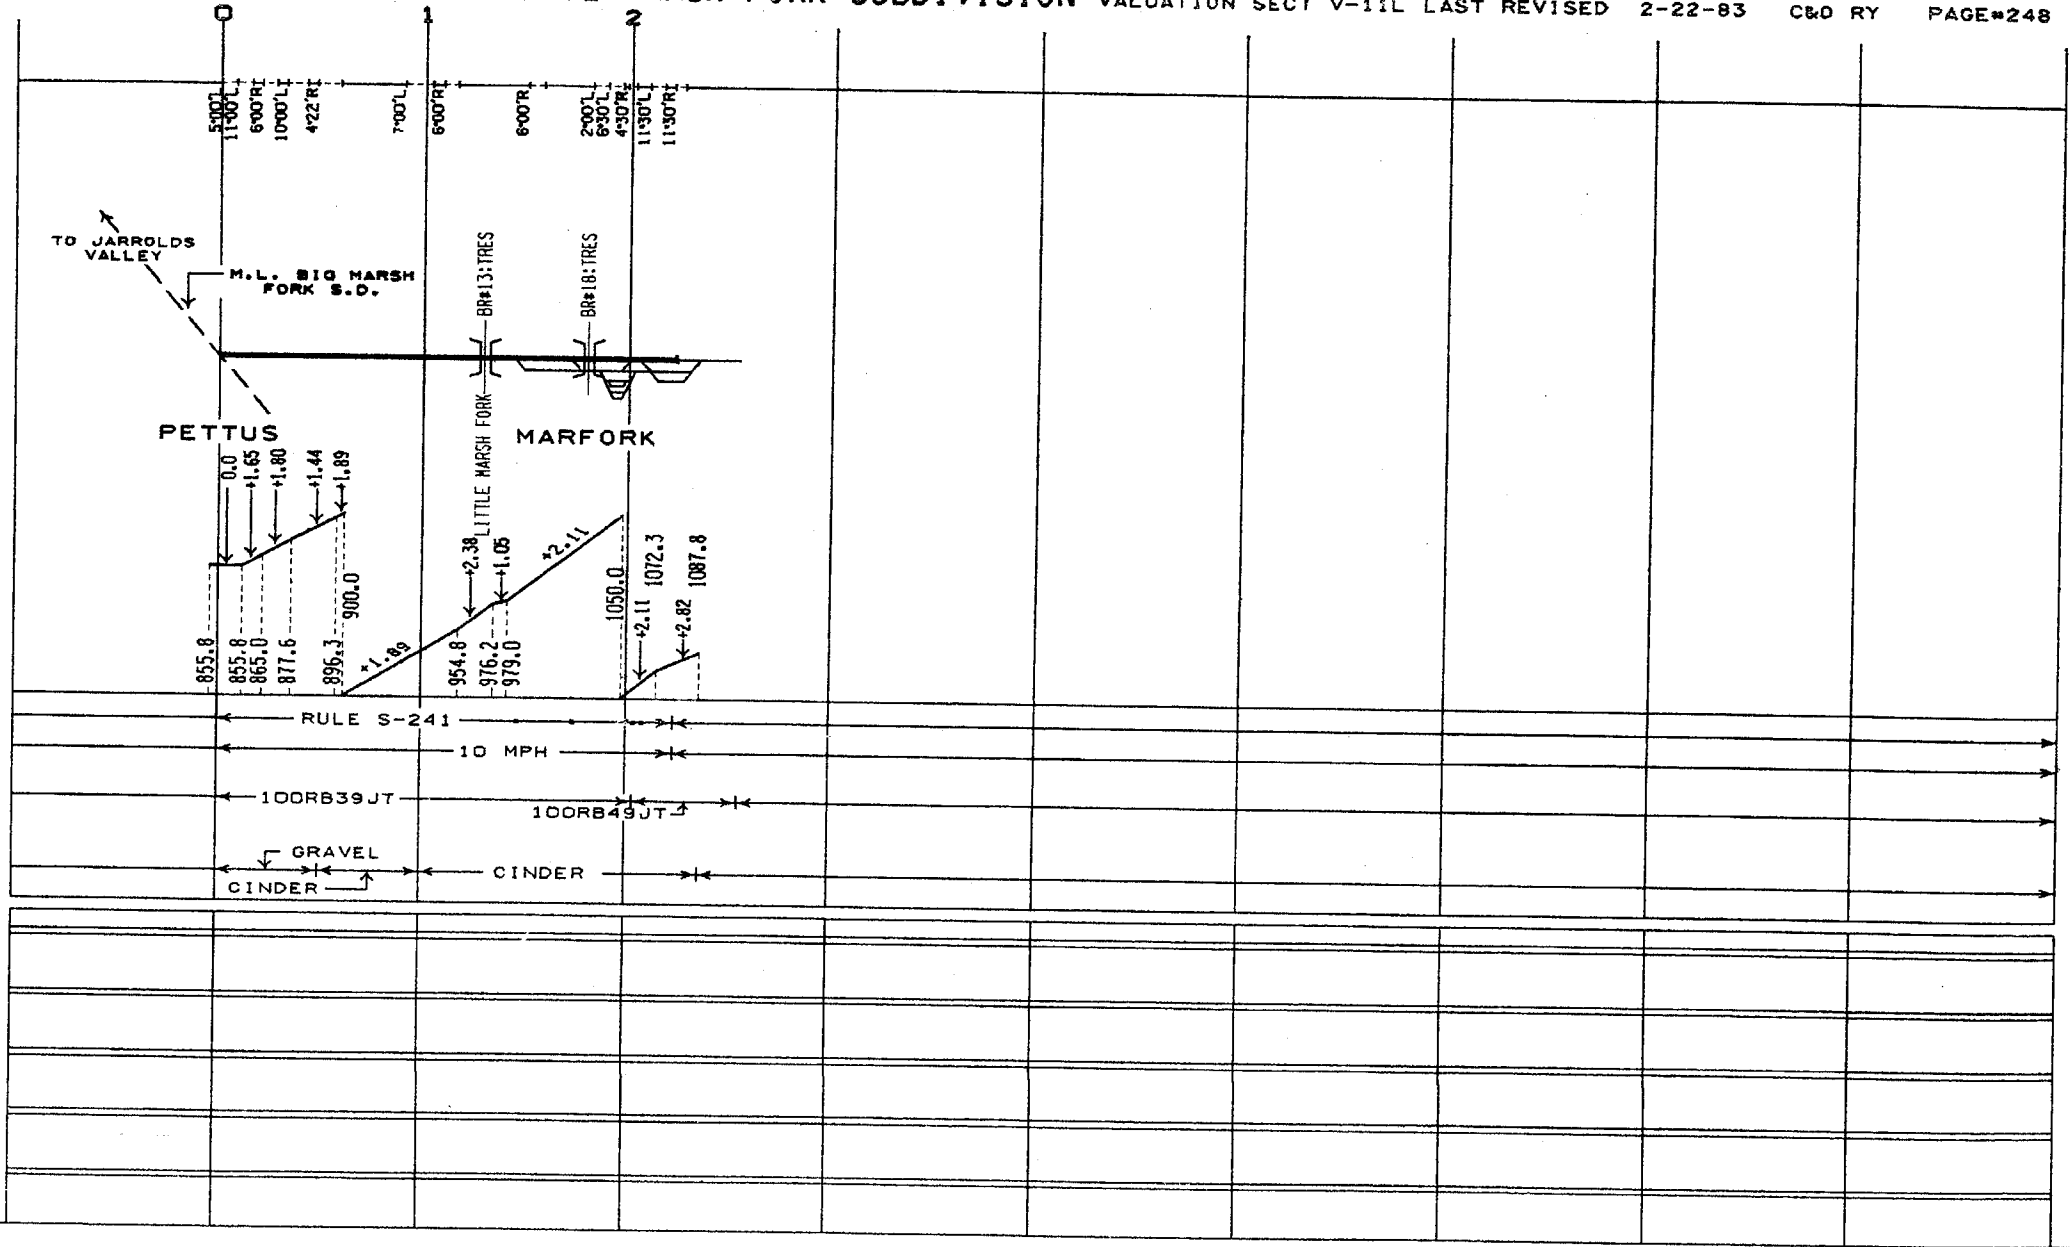 FORK SUBDIVISION VALUATION SECT V-11L LAST REVISED 2-22-83 C&O RY PAGE#248
0 1 2
5°00'L
11°00'L
6°00'R
10°00'L
4°22'R
7°00'L
6°00'R
6°00'R
2°00'L
6°30'L
4°30'R
11°30'L
11°30'R
TO JARROLDS
VALLEY
M.L. BIG MARSH
FORK S.D.
BR#13:TRES
BR#18:TRES
LITTLE MARSH FORK
PETTUS
MARFORK
0.0
+1.65
+1.80
+1.44
+1.89
900.0
855.8
855.8
865.0
877.6
896.3
+1.89
954.8
976.2
979.0
+2.38
+1.05
+2.11
1050.0
+2.11
1072.3
+2.82
1087.8
RULE S-241
10 MPH
100RB39JT
100RB49JT
GRAVEL
CINDER
CINDER